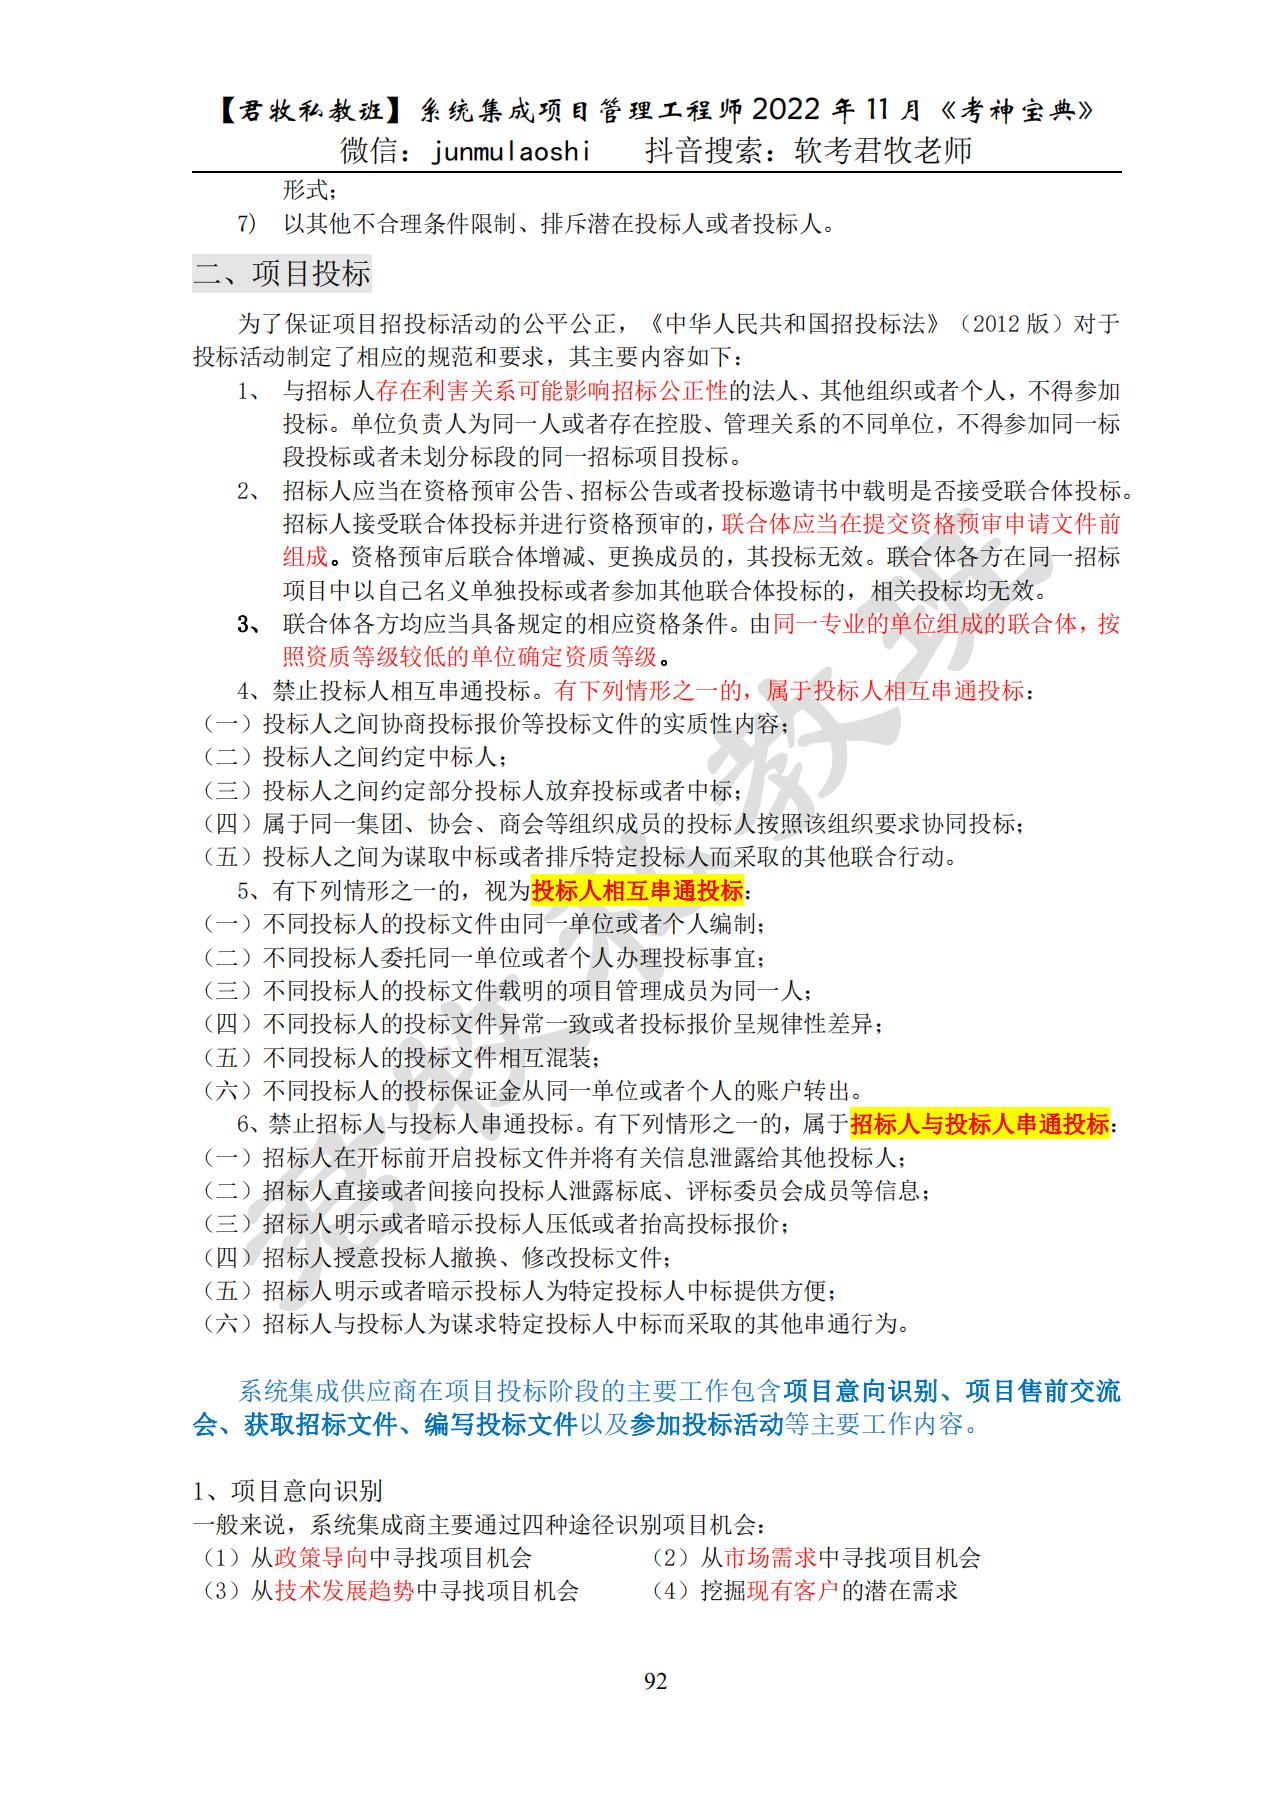 【君牧私教班】系统集成项目管理工程师 2022 年 11 月《考神宝典》
微信：junmulaoshi 抖音搜索：软考君牧老师
形式；
7) 以其他不合理条件限制、排斥潜在投标人或者投标人。
二、项目投标
为了保证项目招投标活动的公平公正，《中华人民共和国招投标法》（2012 版）对于
投标活动制定了相应的规范和要求，其主要内容如下：
1、 与招标人存在利害关系可能影响招标公正性的法人、其他组织或者个人，不得参加
投标。单位负责人为同一人或者存在控股、管理关系的不同单位，不得参加同一标
段投标或者未划分标段的同一招标项目投标。
2、 招标人应当在资格预审公告、招标公告或者投标邀请书中载明是否接受联合体投标。
招标人接受联合体投标并进行资格预审的，联合体应当在提交资格预审申请文件前
组成。资格预审后联合体增减、更换成员的，其投标无效。联合体各方在同一招标
项目中以自己名义单独投标或者参加其他联合体投标的，相关投标均无效。
3、 联合体各方均应当具备规定的相应资格条件。由同一专业的单位组成的联合体，按
照资质等级较低的单位确定资质等级。
4、禁止投标人相互串通投标。有下列情形之一的，属于投标人相互串通投标：
（一）投标人之间协商投标报价等投标文件的实质性内容；
（二）投标人之间约定中标人；
（三）投标人之间约定部分投标人放弃投标或者中标；
（四）属于同一集团、协会、商会等组织成员的投标人按照该组织要求协同投标；
（五）投标人之间为谋取中标或者排斥特定投标人而采取的其他联合行动。
5、有下列情形之一的，视为投标人相互串通投标：
（一）不同投标人的投标文件由同一单位或者个人编制；
（二）不同投标人委托同一单位或者个人办理投标事宜；
（三）不同投标人的投标文件载明的项目管理成员为同一人；
（四）不同投标人的投标文件异常一致或者投标报价呈规律性差异；
（五）不同投标人的投标文件相互混装；
（六）不同投标人的投标保证金从同一单位或者个人的账户转出。
6、禁止招标人与投标人串通投标。有下列情形之一的，属于招标人与投标人串通投标：
（一）招标人在开标前开启投标文件并将有关信息泄露给其他投标人；
（二）招标人直接或者间接向投标人泄露标底、评标委员会成员等信息；
（三）招标人明示或者暗示投标人压低或者抬高投标报价；
（四）招标人授意投标人撤换、修改投标文件；
（五）招标人明示或者暗示投标人为特定投标人中标提供方便；
（六）招标人与投标人为谋求特定投标人中标而采取的其他串通行为。
系统集成供应商在项目投标阶段的主要工作包含项目意向识别、项目售前交流
会、获取招标文件、编写投标文件以及参加投标活动等主要工作内容。
1、项目意向识别
一般来说，系统集成商主要通过四种途径识别项目机会：
（1）从政策导向中寻找项目机会 （2）从市场需求中寻找项目机会
（3）从技术发展趋势中寻找项目机会 （4）挖掘现有客户的潜在需求
92
君牧私教班